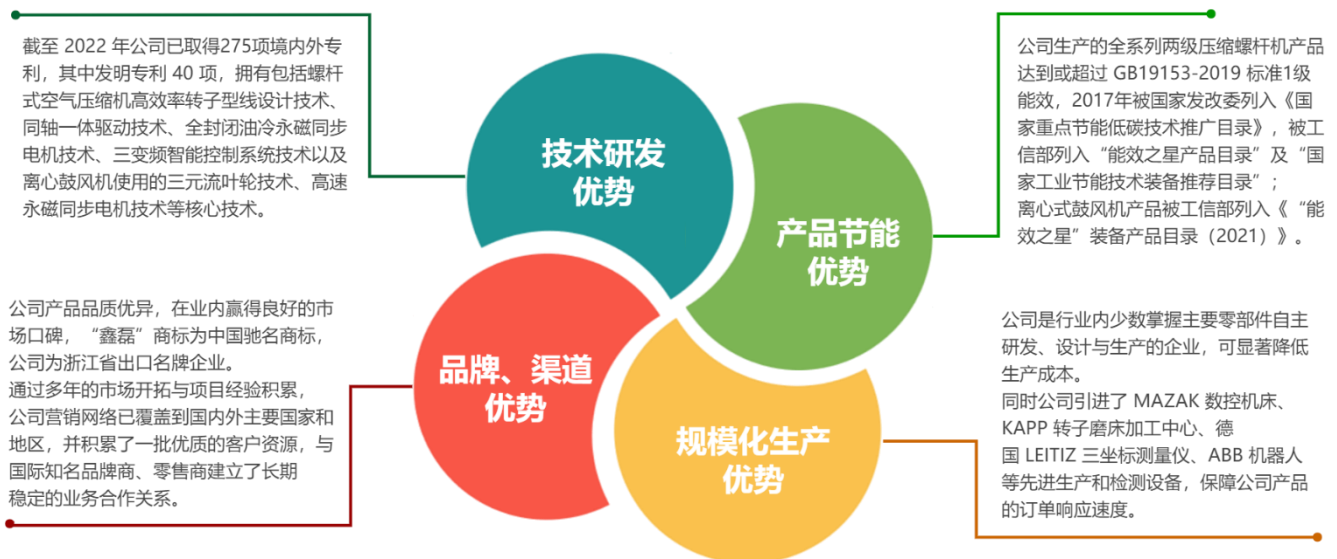 截至 2022 年公司已取得275项境内外专
利，其中发明专利 40 项，拥有包括螺杆
式空气压缩机高效率转子型线设计技术、
同轴一体驱动技术、全封闭油冷永磁同步
电机技术、三变频智能控制系统技术以及
离心鼓风机使用的三元流叶轮技术、高速
永磁同步电机技术等核心技术。
技术研发
优势
公司生产的全系列两级压缩螺杆机产品
达到或超过 GB19153-2019 标准1级
能效，2017年被国家发改委列入《国
家重点节能低碳技术推广目录》，被工
信部列入“能效之星产品目录”及“国
家工业节能技术装备推荐目录”；
离心式鼓风机产品被工信部列入《“能
效之星”装备产品目录（2021）》。
产品节能
优势
公司产品品质优异，在业内赢得良好的市
场口碑，“鑫磊”商标为中国驰名商标，
公司为浙江省出口名牌企业。
通过多年的市场开拓与项目经验积累，
公司营销网络已覆盖到国内外主要国家和
地区，并积累了一批优质的客户资源，与
国际知名品牌商、零售商建立了长期
稳定的业务合作关系。
品牌、渠道
优势
规模化生产
优势
公司是行业内少数掌握主要零部件自主
研发、设计与生产的企业，可显著降低
生产成本。
同时公司引进了 MAZAK 数控机床、
KAPP 转子磨床加工中心、德
国 LEITIZ 三坐标测量仪、ABB 机器人
等先进生产和检测设备，保障公司产品
的订单响应速度。